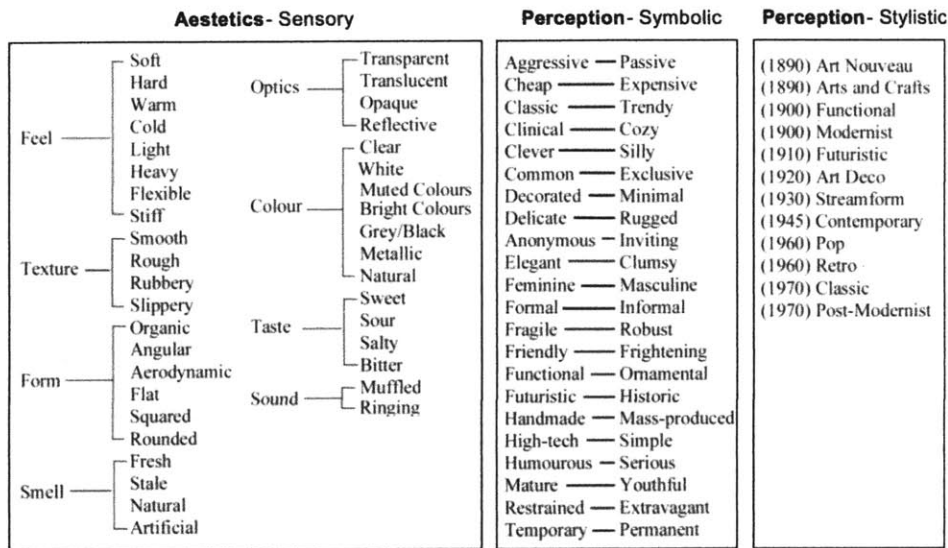 Aestetics- Sensory
Feel
Soft
Hard
Warm
Cold
Light
Heavy
Flexible
Stiff
Texture
Smooth
Rough
Rubbery
Slippery
Form
Organic
Angular
Aerodynamic
Flat
Squared
Rounded
Smell
Fresh
Stale
Natural
Artificial
Optics
Transparent
Translucent
Opaque
Reflective
Colour
Clear
White
Muted Colours
Bright Colours
Grey/Black
Metallic
Natural
Taste
Sweet
Sour
Salty
Bitter
Sound
Muffled
Ringing
Perception- Symbolic
Aggressive — Passive
Cheap — Expensive
Classic — Trendy
Clinical — Cozy
Clever — Silly
Common — Exclusive
Decorated — Minimal
Delicate — Rugged
Anonymous — Inviting
Elegant — Clumsy
Feminine — Masculine
Formal — Informal
Fragile — Robust
Friendly — Frightening
Functional — Ornamental
Futuristic — Historic
Handmade — Mass-produced
High-tech — Simple
Humourous — Serious
Mature — Youthful
Restrained — Extravagant
Temporary — Permanent
Perception- Stylistic
(1890) Art Nouveau
(1890) Arts and Crafts
(1900) Functional
(1900) Modernist
(1910) Futuristic
(1920) Art Deco
(1930) Streamform
(1945) Contemporary
(1960) Pop
(1960) Retro
(1970) Classic
(1970) Post-Modernist